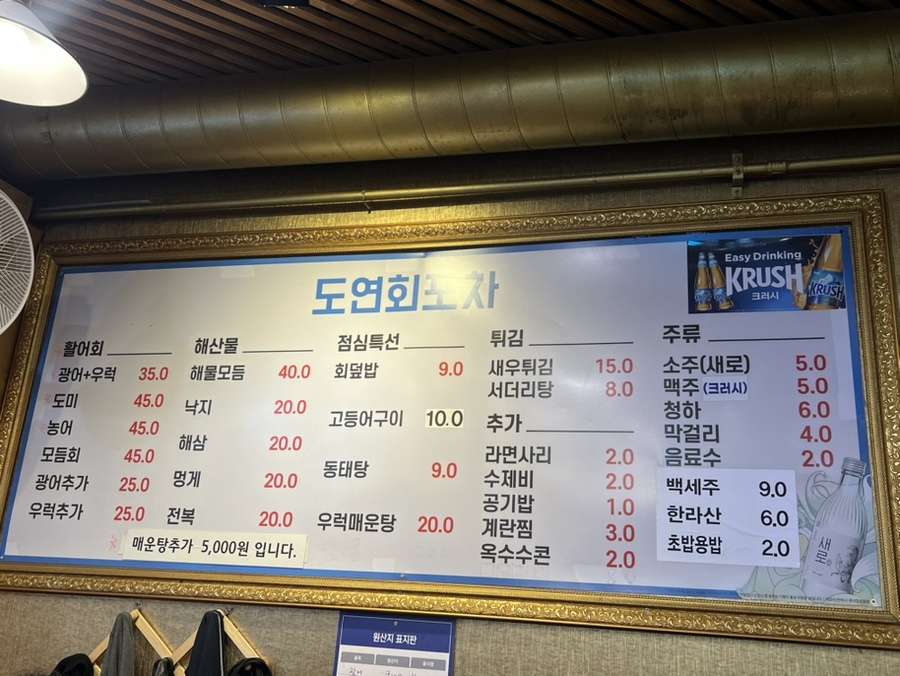 도연회포차
Easy Drinking
KRUSH
크러시
KRUSH
활어회
광어+우럭 35.0
도미 45.0
농어 45.0
모듬회 45.0
광어추가 25.0
우럭추가 25.0
해산물
해물모듬 40.0
낙지 20.0
해삼 20.0
멍게 20.0
전복 20.0
매운탕추가 5,000원 입니다.
점심특선
회덮밥 9.0
고등어구이 10.0
동태탕 9.0
우럭매운탕 20.0
튀김
새우튀김 15.0
서더리탕 8.0
추가
라면사리 2.0
수제비 2.0
공기밥 1.0
계란찜 3.0
옥수수콘 2.0
주류
소주(새로) 5.0
맥주(크러시) 5.0
청하 6.0
막걸리 4.0
음료수 2.0
백세주 9.0
한라산 6.0
초밥용밥 2.0
새로
원산지 표지판